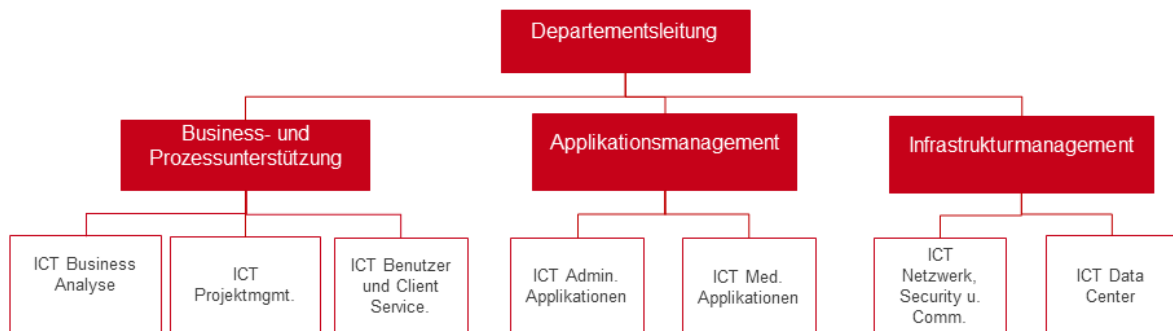 Departementsleitung
Business- und
Prozessunterstützung
Applikationsmanagement
Infrastrukturmanagement
ICT Business
Analyse
ICT
Projektmgmt.
ICT Benutzer
und Client
Service.
ICT Admin.
Applikationen
ICT Med.
Applikationen
ICT
Netzwerk,
Security u.
Comm.
ICT Data
Center